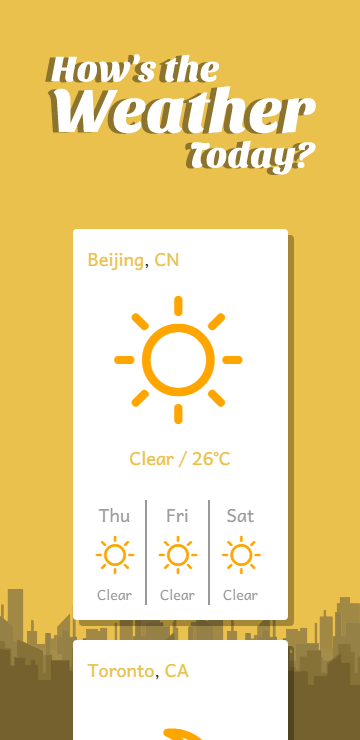 How's the
Weather
Today?
Beijing, CN
Clear / 26℃
Thu Fri Sat
Clear Clear Clear
Toronto, CA